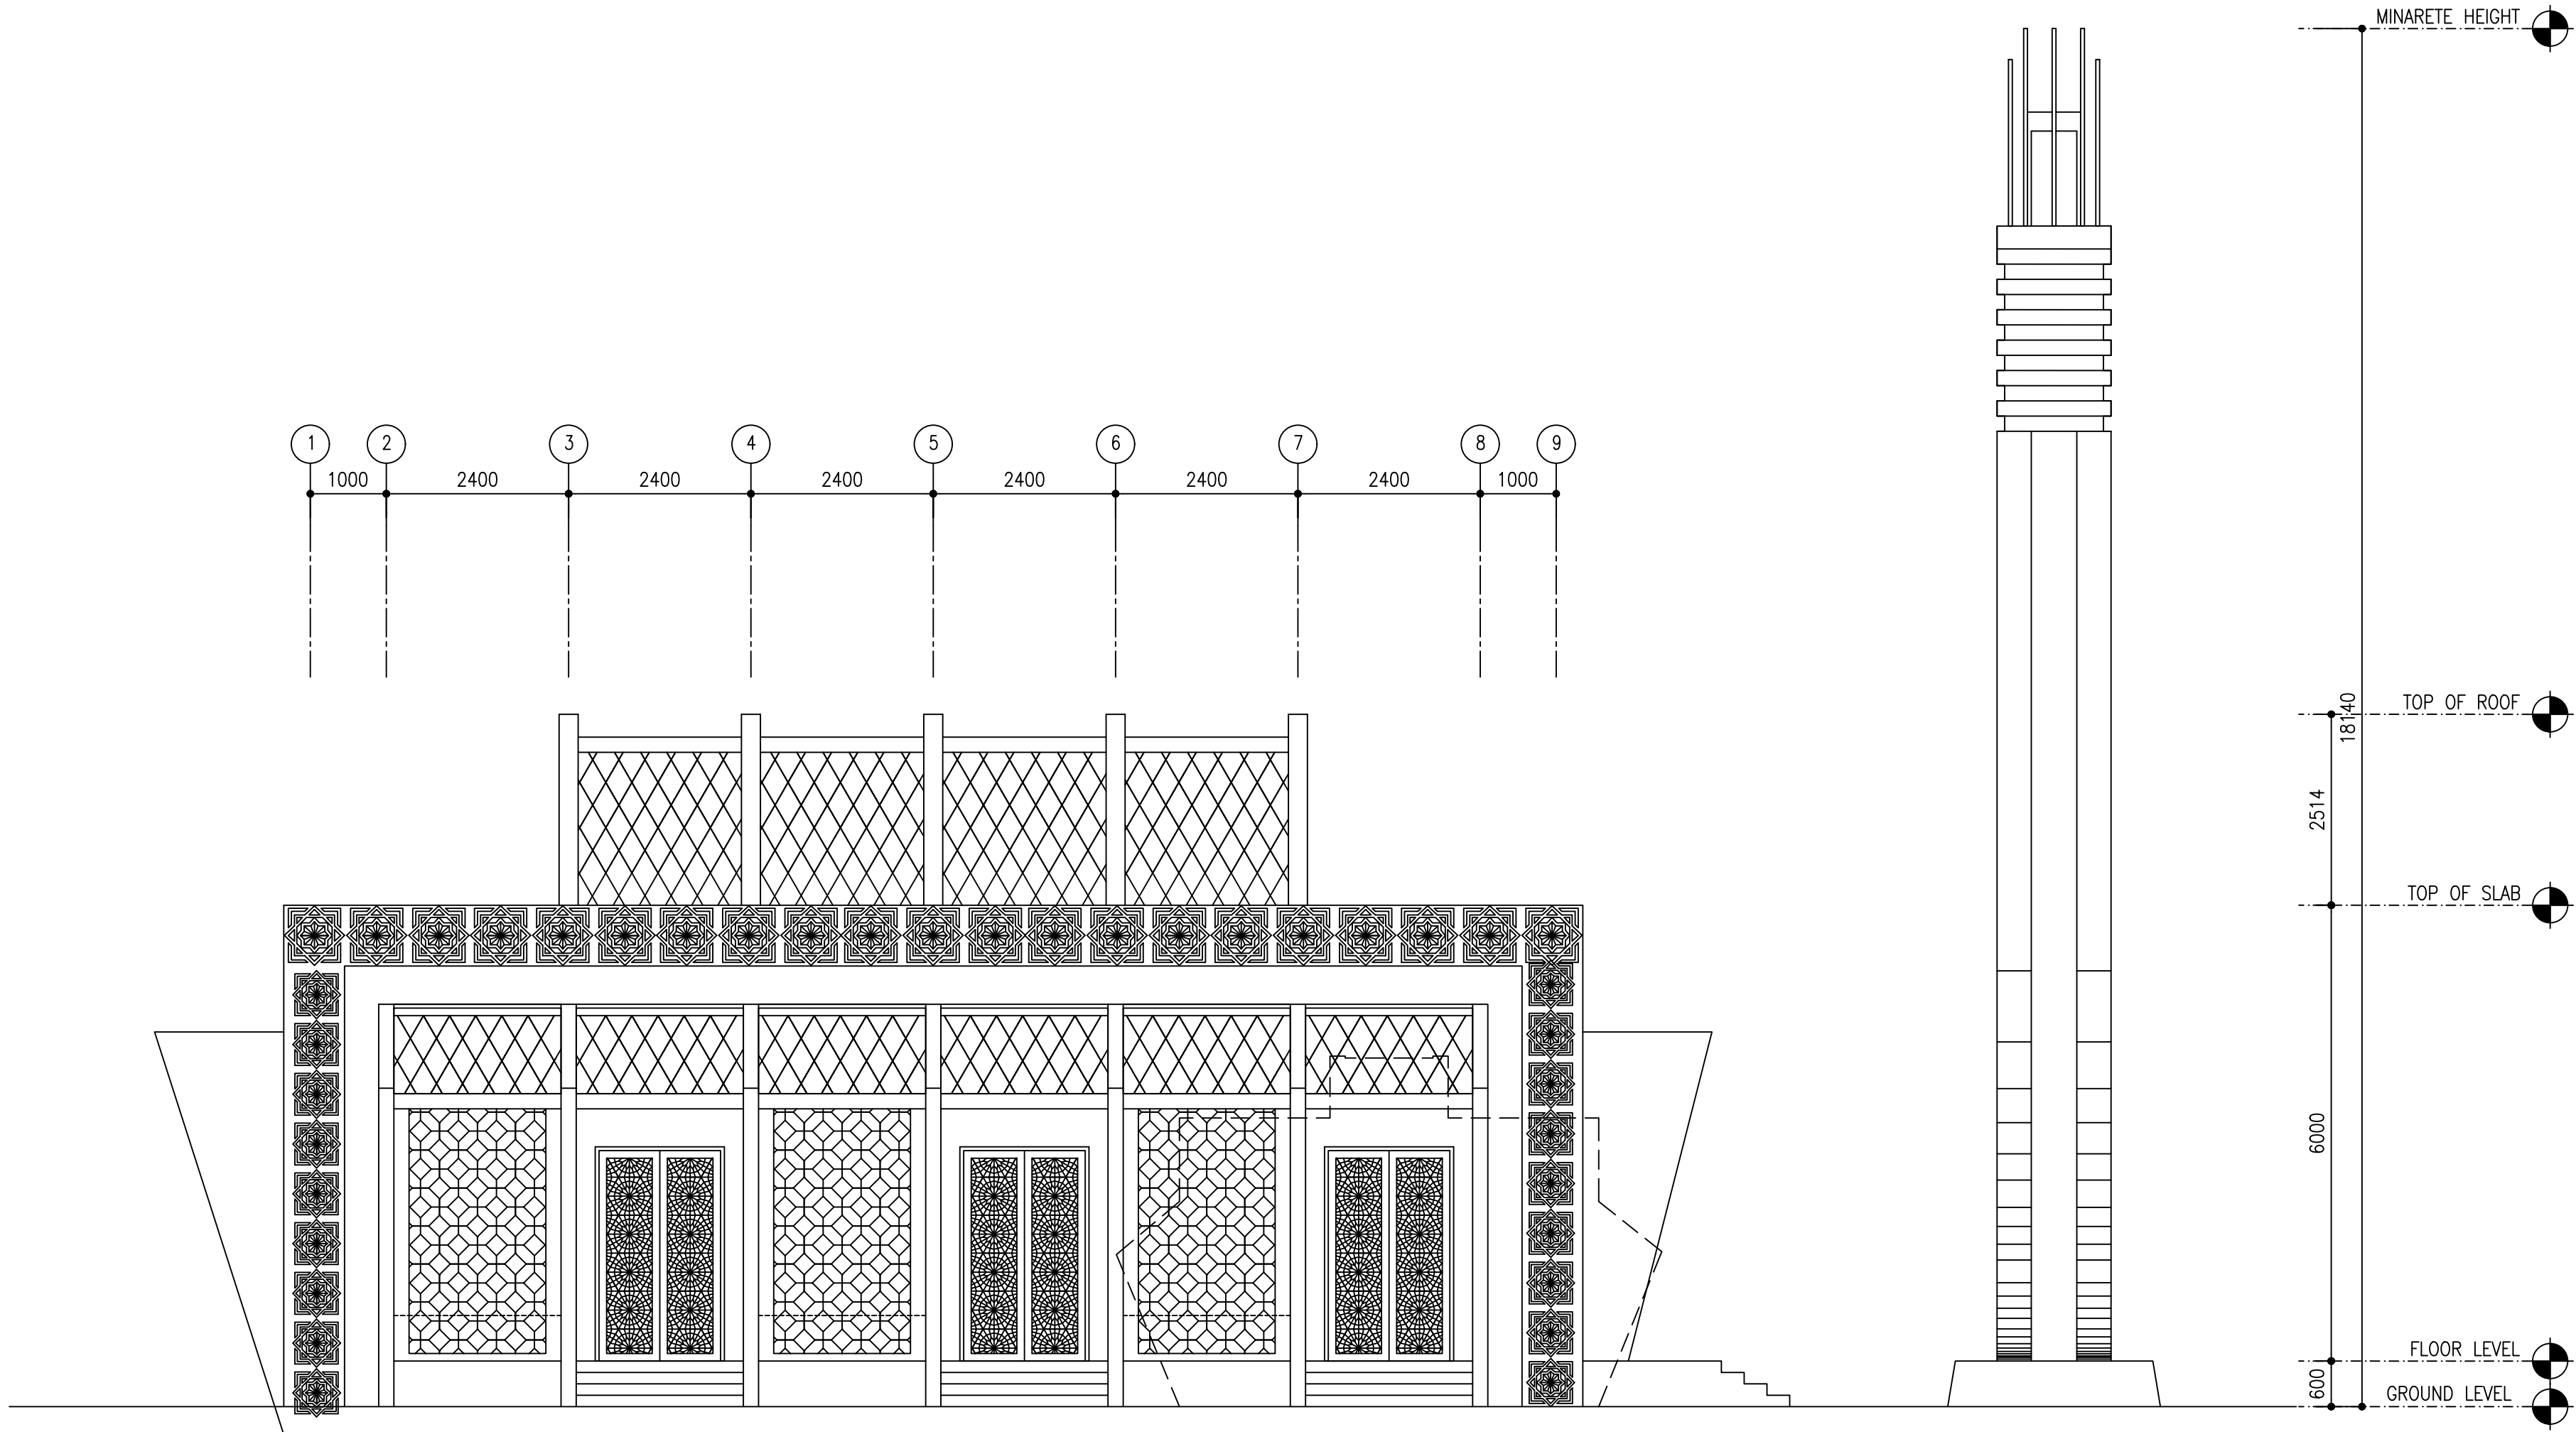 MINARETE HEIGHT
1 2 3 4 5 6 7 8 9
1000 2400 2400 2400 2400 2400 2400 1000
TOP OF ROOF
18140
2514
TOP OF SLAB
6000
FLOOR LEVEL
600
GROUND LEVEL